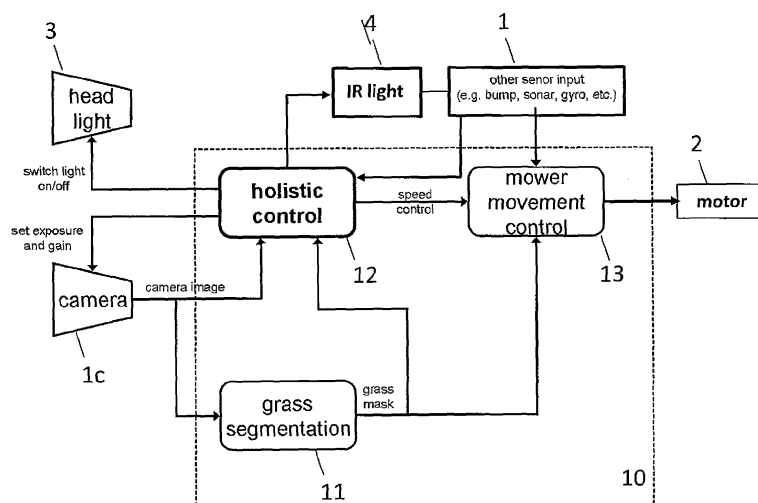 3
4
1
head
light
IR light
other senor input
(e.g. bump, sonar, gyro, etc.)
2
switch light
on/off
holistic
control
speed
control
mower
movement
control
motor
set exposure
and gain
12
13
camera
camera image
1c
grass
segmentation
grass
mask
11
10